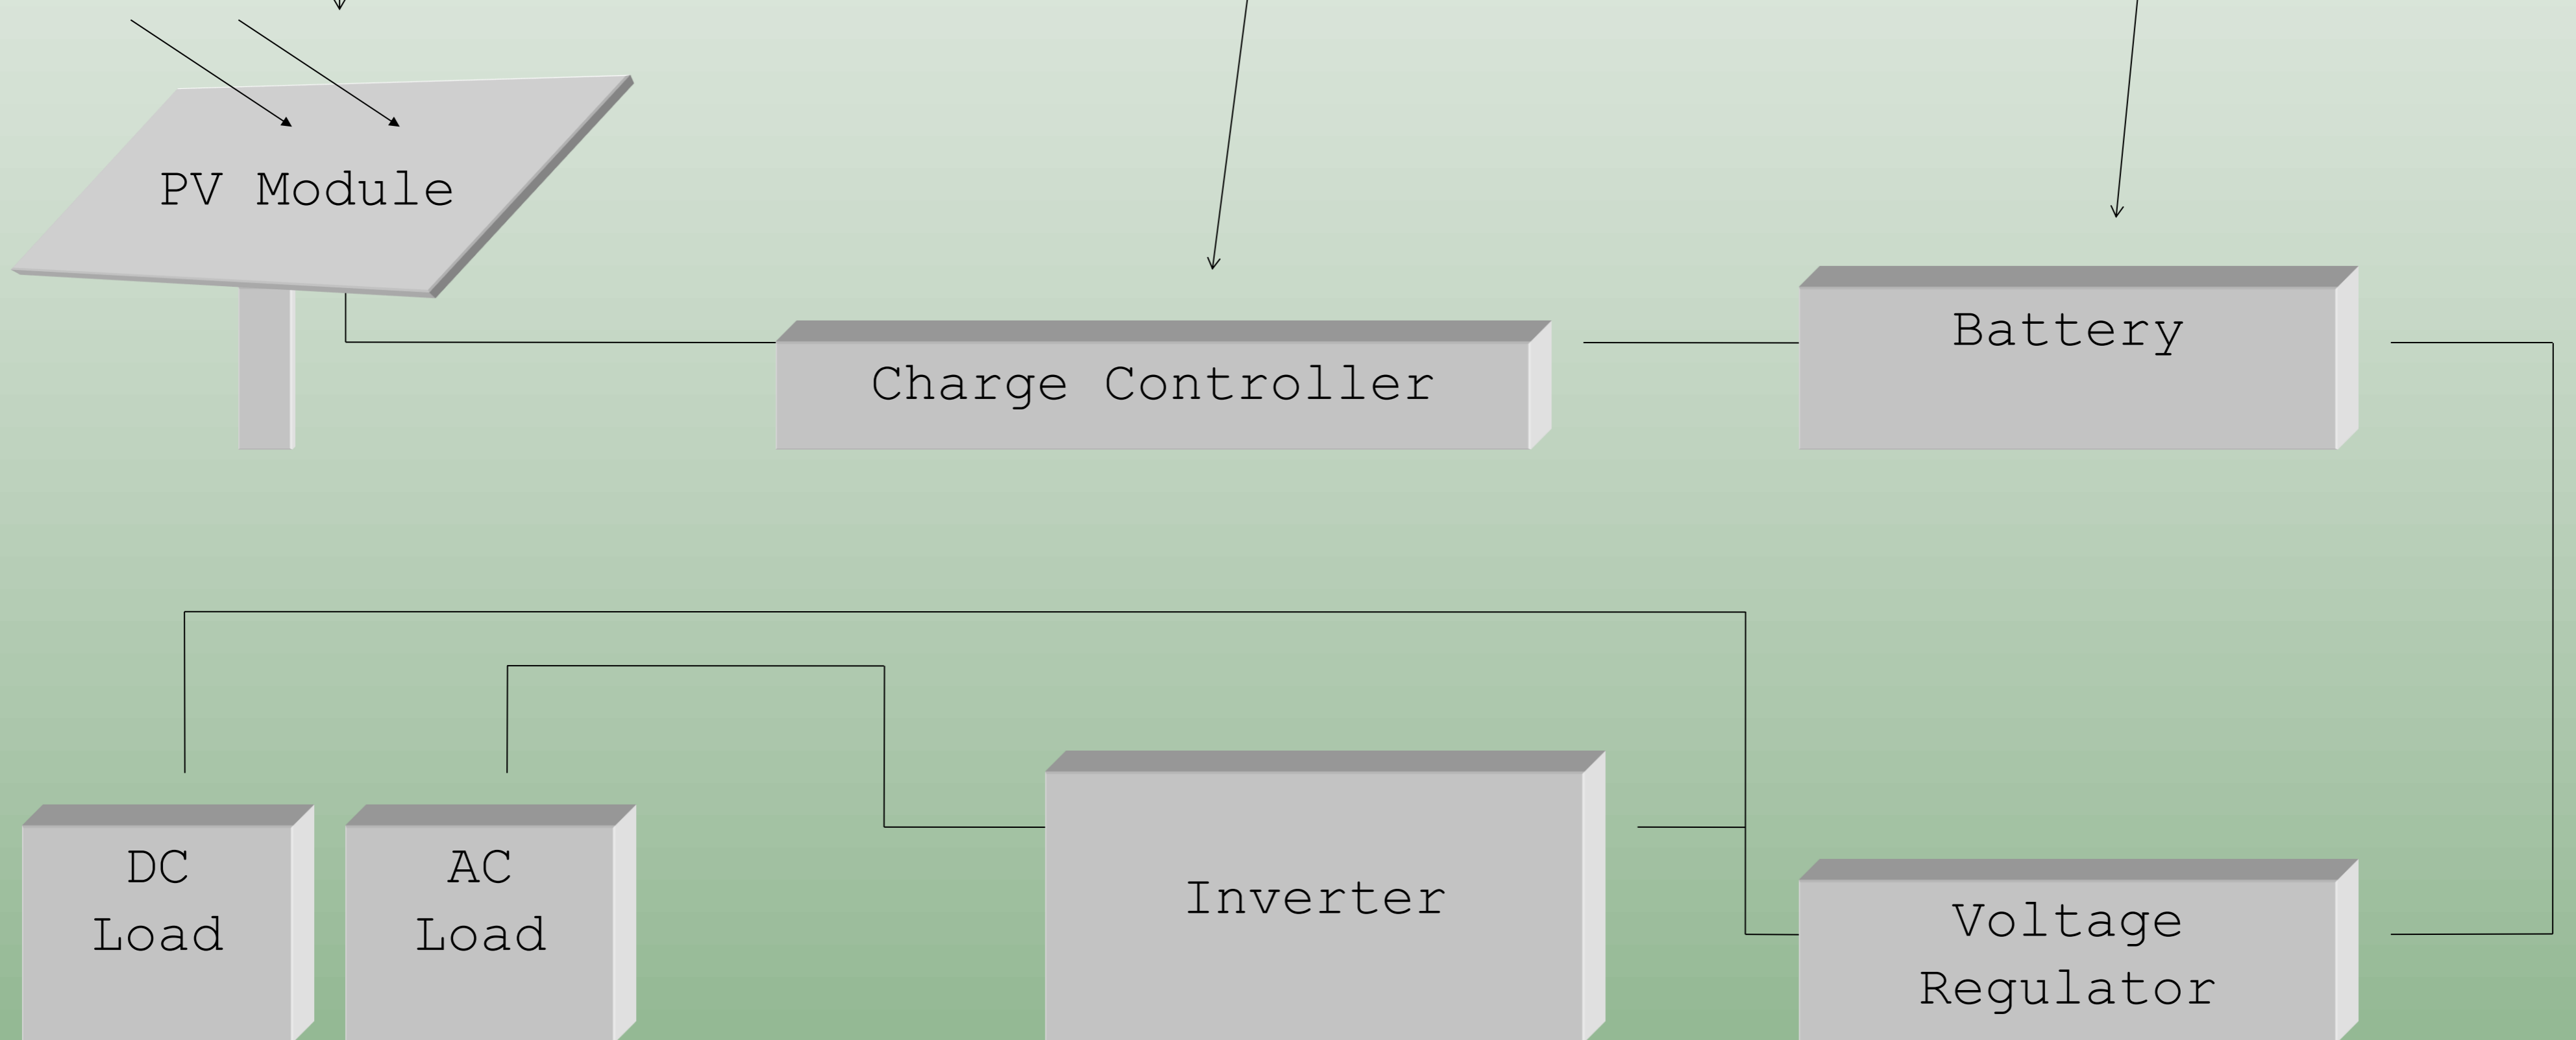 PV Module
Charge Controller
Battery
DC
Load
AC
Load
Inverter
Voltage
Regulator